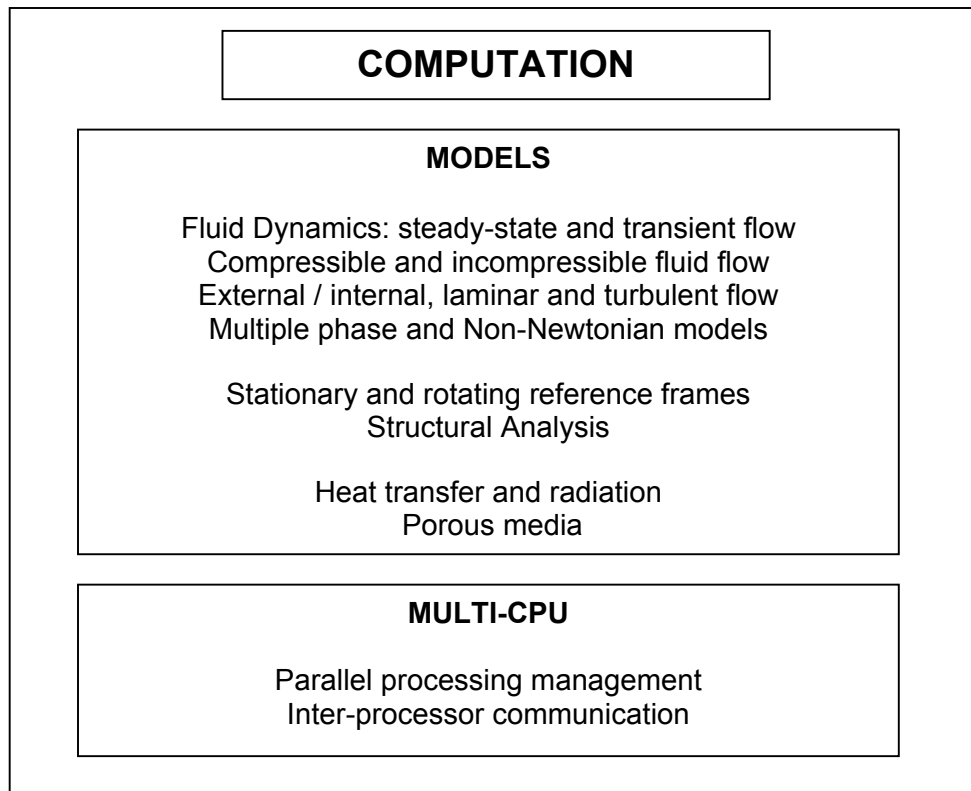 COMPUTATION
MODELS
Fluid Dynamics: steady-state and transient flow
Compressible and incompressible fluid flow
External / internal, laminar and turbulent flow
Multiple phase and Non-Newtonian models
Stationary and rotating reference frames
Structural Analysis
Heat transfer and radiation
Porous media
MULTI-CPU
Parallel processing management
Inter-processor communication